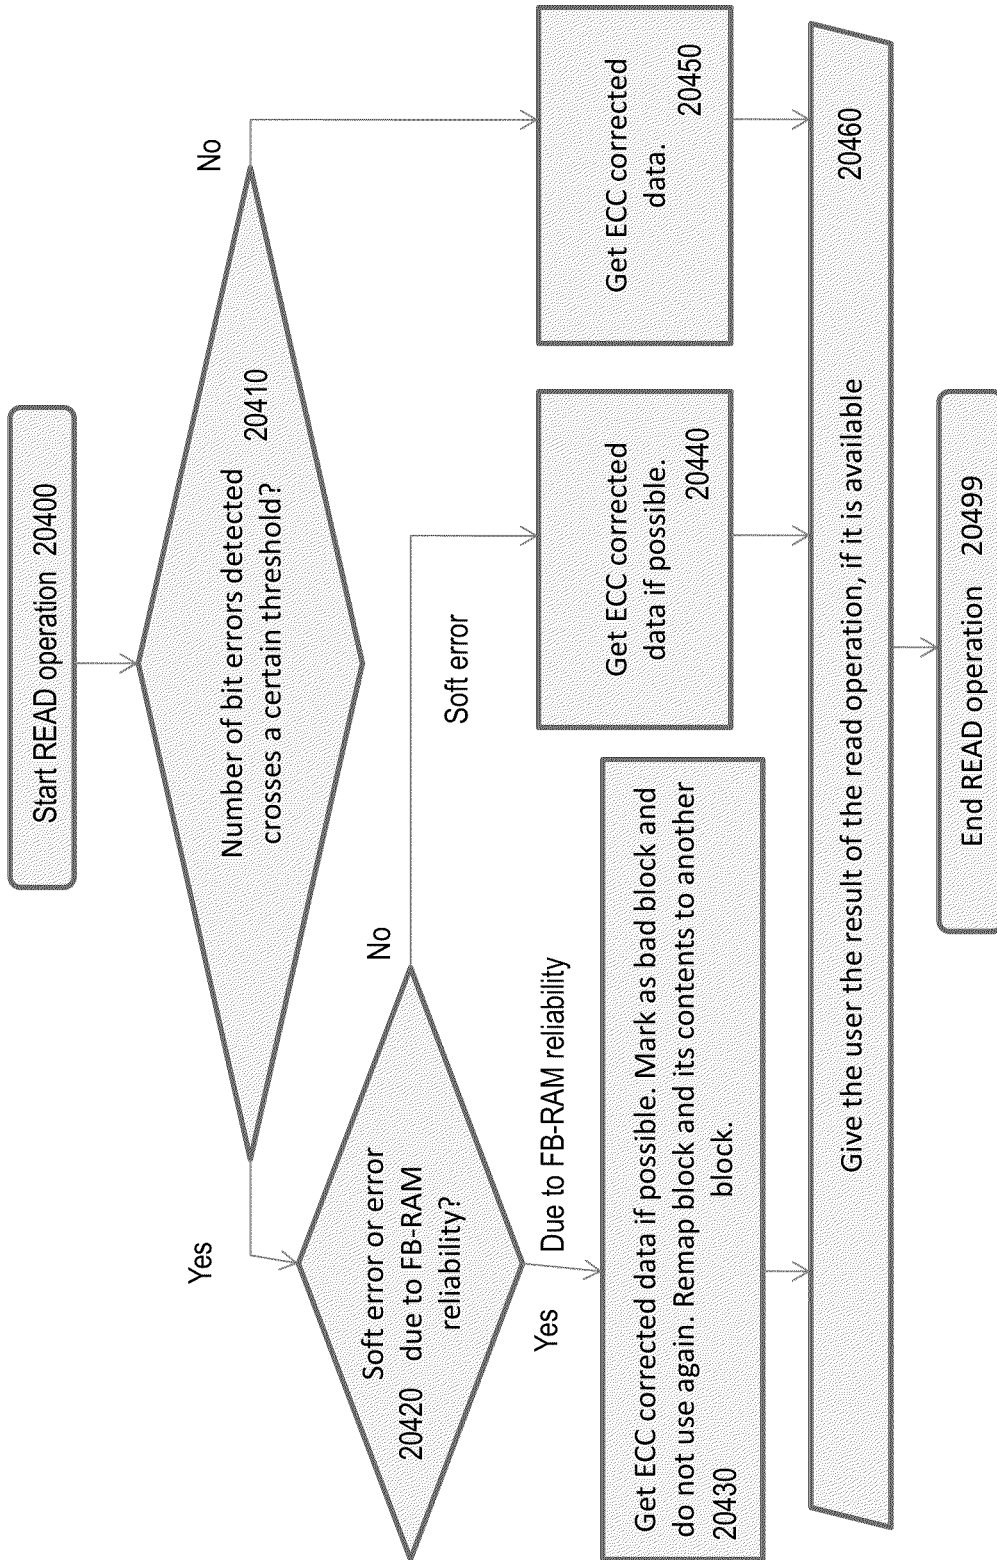 Start READ operation 20400
Number of bit errors detected
crosses a certain threshold?
20410
Yes
No
Soft error or error
20420 due to FB-RAM
reliability?
No
Soft error
Yes
Due to FB-RAM reliability
Get ECC corrected data if possible. Mark as bad block and
do not use again. Remap block and its contents to another
20430 block.
Get ECC corrected
data if possible.
20440
Get ECC corrected
data.
20450
Give the user the result of the read operation, if it is available 20460
End READ operation 20499